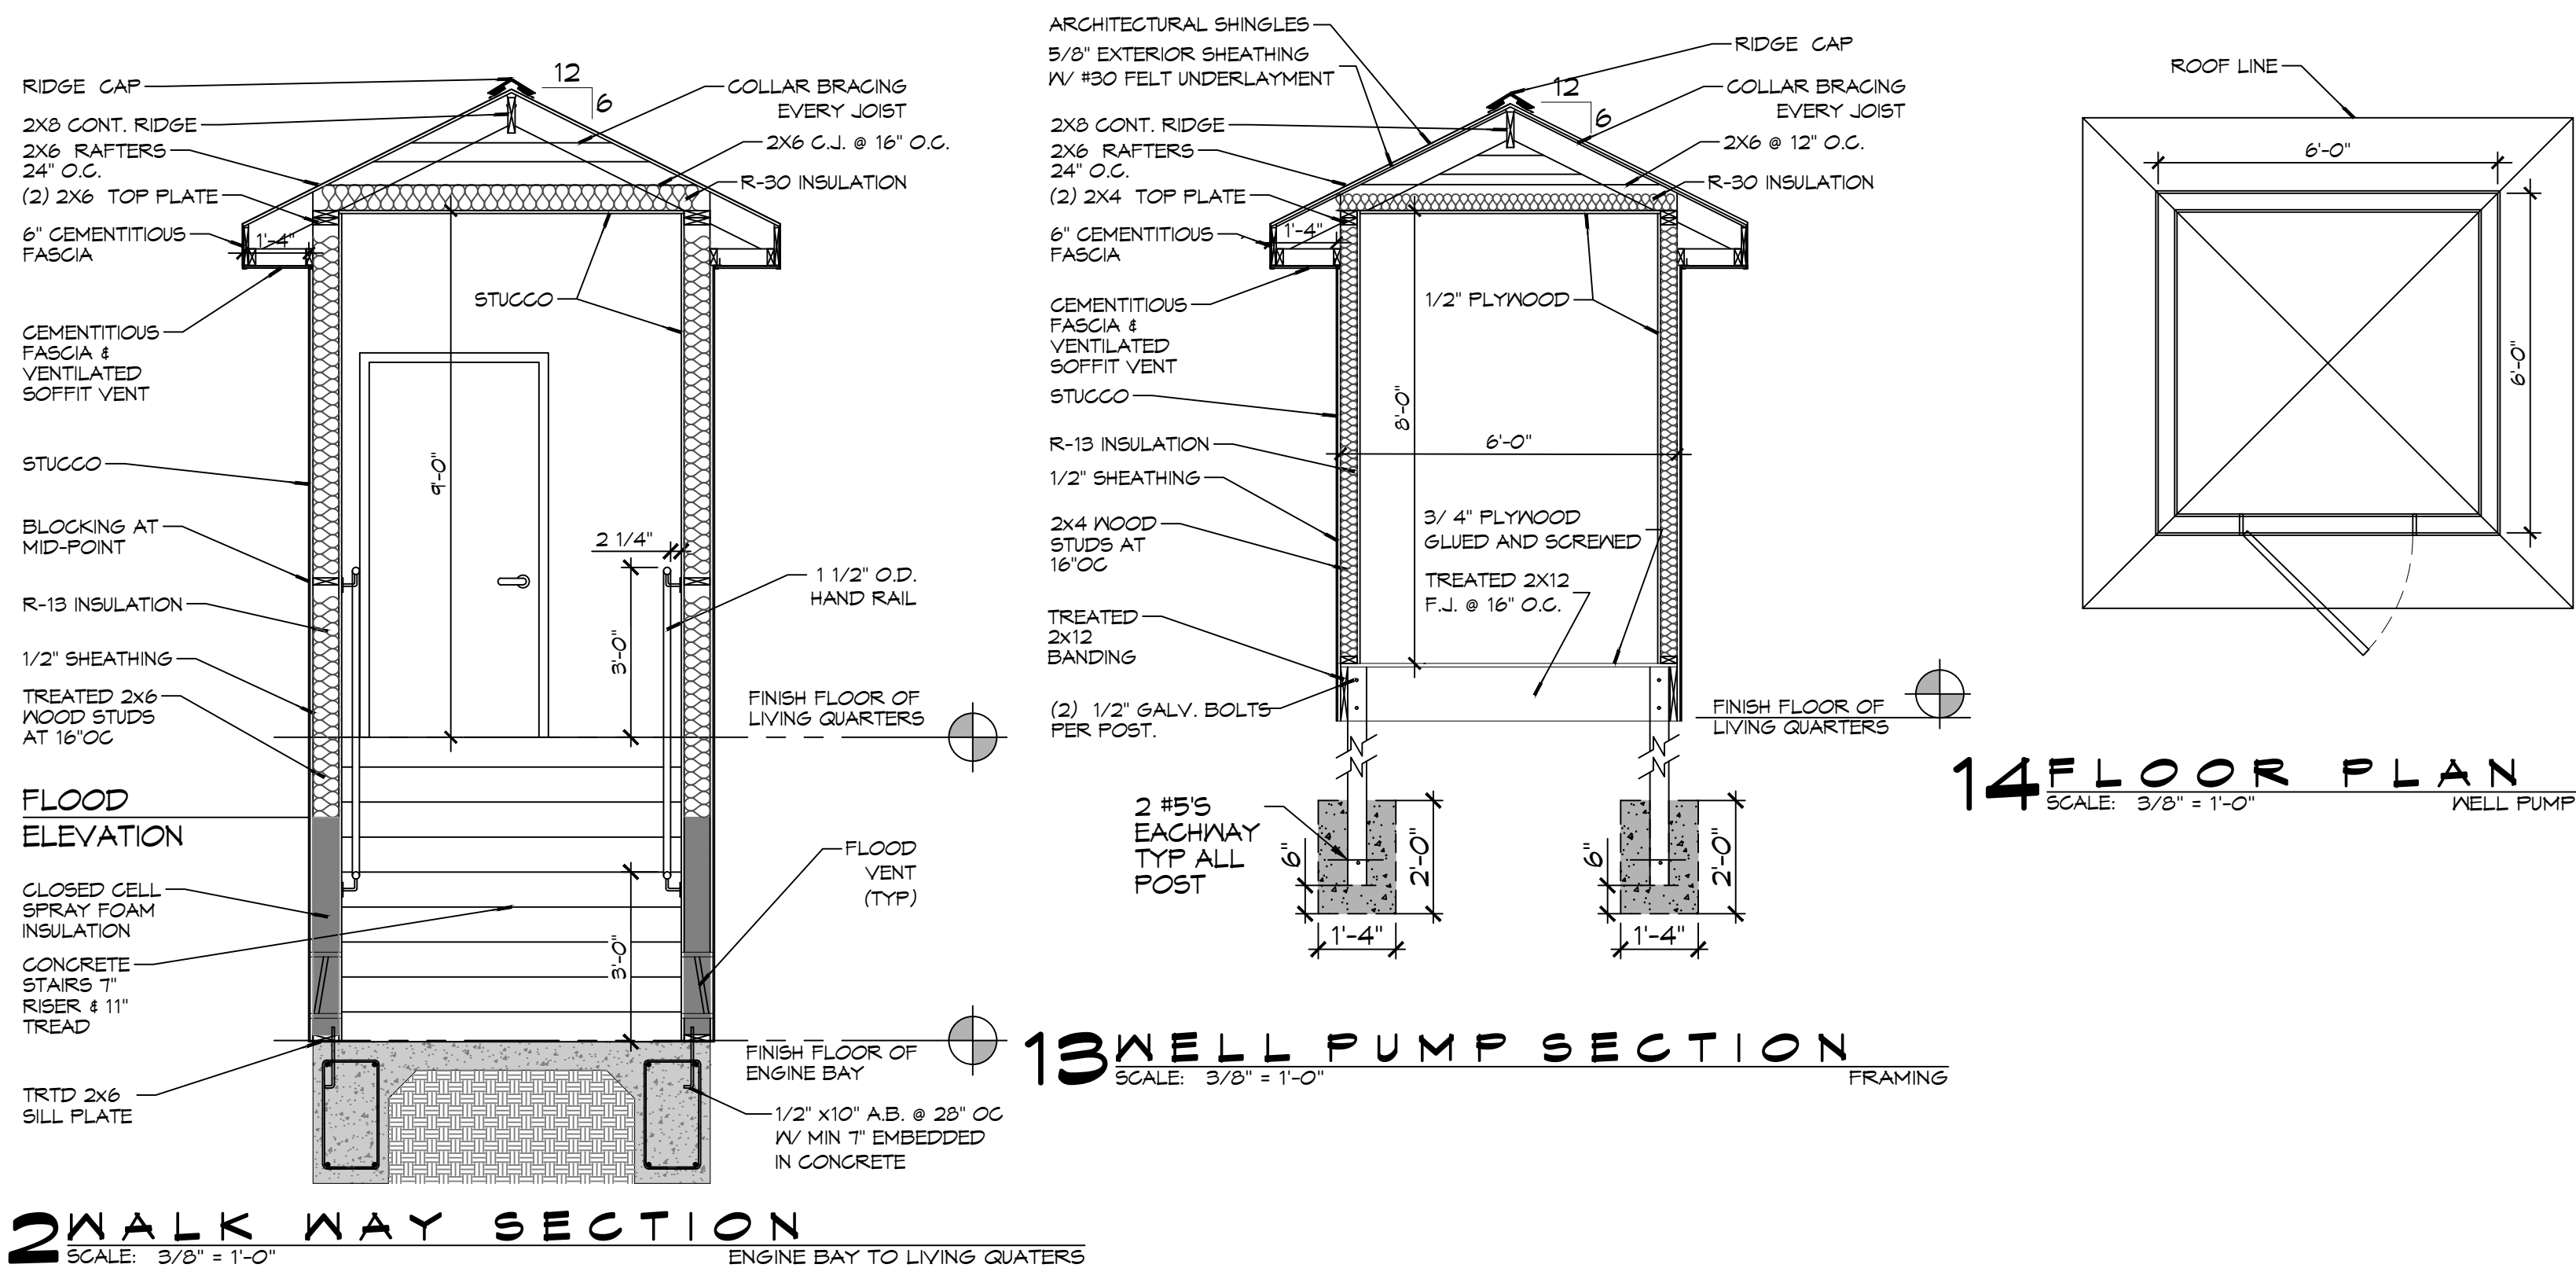 RIDGE CAP
2X8 CONT. RIDGE
2X6 RAFTERS
24" O.C.
(2) 2X6 TOP PLATE
6" CEMENTITIOUS
FASCIA
1'-4"
CEMENTITIOUS
FASCIA &
VENTILATED
SOFFIT VENT
STUCCO
BLOCKING AT
MID-POINT
R-13 INSULATION
1/2" SHEATHING
TREATED 2x6
WOOD STUDS
AT 16"OC
FLOOD
ELEVATION
CLOSED CELL
SPRAY FOAM
INSULATION
CONCRETE
STAIRS 7"
RISER & 11"
TREAD
TRTD 2x6
SILL PLATE
12
6
COLLAR BRACING
EVERY JOIST
2X6 C.J. @ 16" O.C.
R-30 INSULATION
STUCCO
9'-0"
2 1/4"
1 1/2" O.D.
HAND RAIL
3'-0"
FINISH FLOOR OF
LIVING QUARTERS
FLOOD
VENT
(TYP)
3'-0"
FINISH FLOOR OF
ENGINE BAY
1/2" x10" A.B. @ 28" OC
W/ MIN 7" EMBEDDED
IN CONCRETE
2 WALK WAY SECTION
SCALE: 3/8" = 1'-0"
ENGINE BAY TO LIVING QUATERS
ARCHITECTURAL SHINGLES
5/8" EXTERIOR SHEATHING
W/ #30 FELT UNDERLAYMENT
2X8 CONT. RIDGE
2X6 RAFTERS
24" O.C.
(2) 2X4 TOP PLATE
6" CEMENTITIOUS
FASCIA
1'-4"
CEMENTITIOUS
FASCIA &
VENTILATED
SOFFIT VENT
STUCCO
R-13 INSULATION
1/2" SHEATHING
2x4 WOOD
STUDS AT
16"OC
TREATED
2x12
BANDING
(2) 1/2" GALV. BOLTS
PER POST.
2 #5'S
EACHWAY
TYP ALL
POST
RIDGE CAP
12
6
COLLAR BRACING
EVERY JOIST
2X6 @ 12" O.C.
R-30 INSULATION
1/2" PLYWOOD
8'-0"
6'-0"
3/ 4" PLYWOOD
GLUED AND SCREWED
TREATED 2X12
F.J. @ 16" O.C.
FINISH FLOOR OF
LIVING QUARTERS
6"
2'-0"
1'-4"
6"
2'-0"
1'-4"
13 WELL PUMP SECTION
SCALE: 3/8" = 1'-0"
FRAMING
ROOF LINE
6'-0"
6'-0"
14 FLOOR PLAN
SCALE: 3/8" = 1'-0"
WELL PUMP